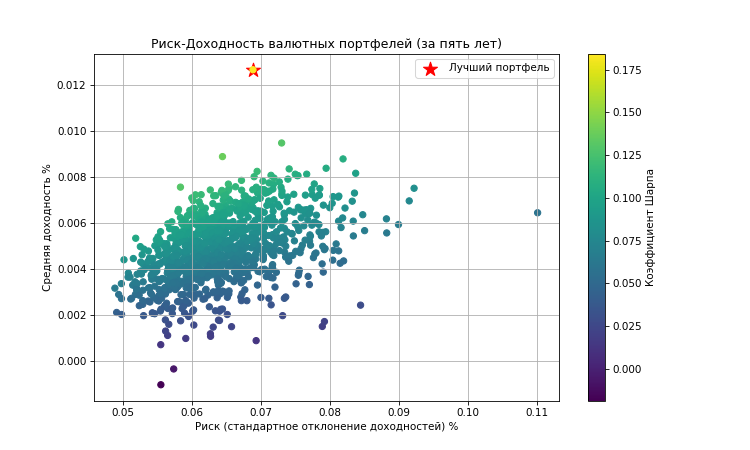 Риск-Доходность валютных портфелей (за пять лет)
Лучший портфель
Средняя доходность %
0.012
0.010
0.008
0.006
0.004
0.002
0.000
0.05 0.06 0.07 0.08 0.09 0.10 0.11
Риск (стандартное отклонение доходностей) %
0.175
0.150
0.125
0.100
0.075
0.050
0.025
0.000
Коэффициент Шарпа